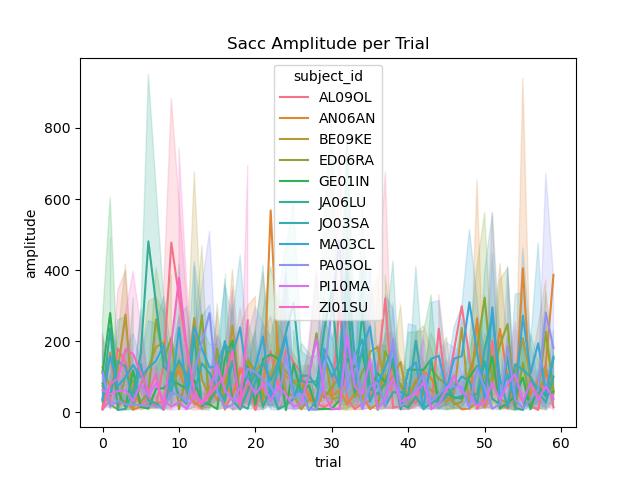 Sacc Amplitude per Trial
subject_id
AL09OL
AN06AN
BE09KE
ED06RA
GE01IN
JA06LU
JO03SA
MA03CL
PA05OL
PI10MA
ZI01SU
amplitude
800
600
400
200
0
0 10 20 30 40 50 60
trial